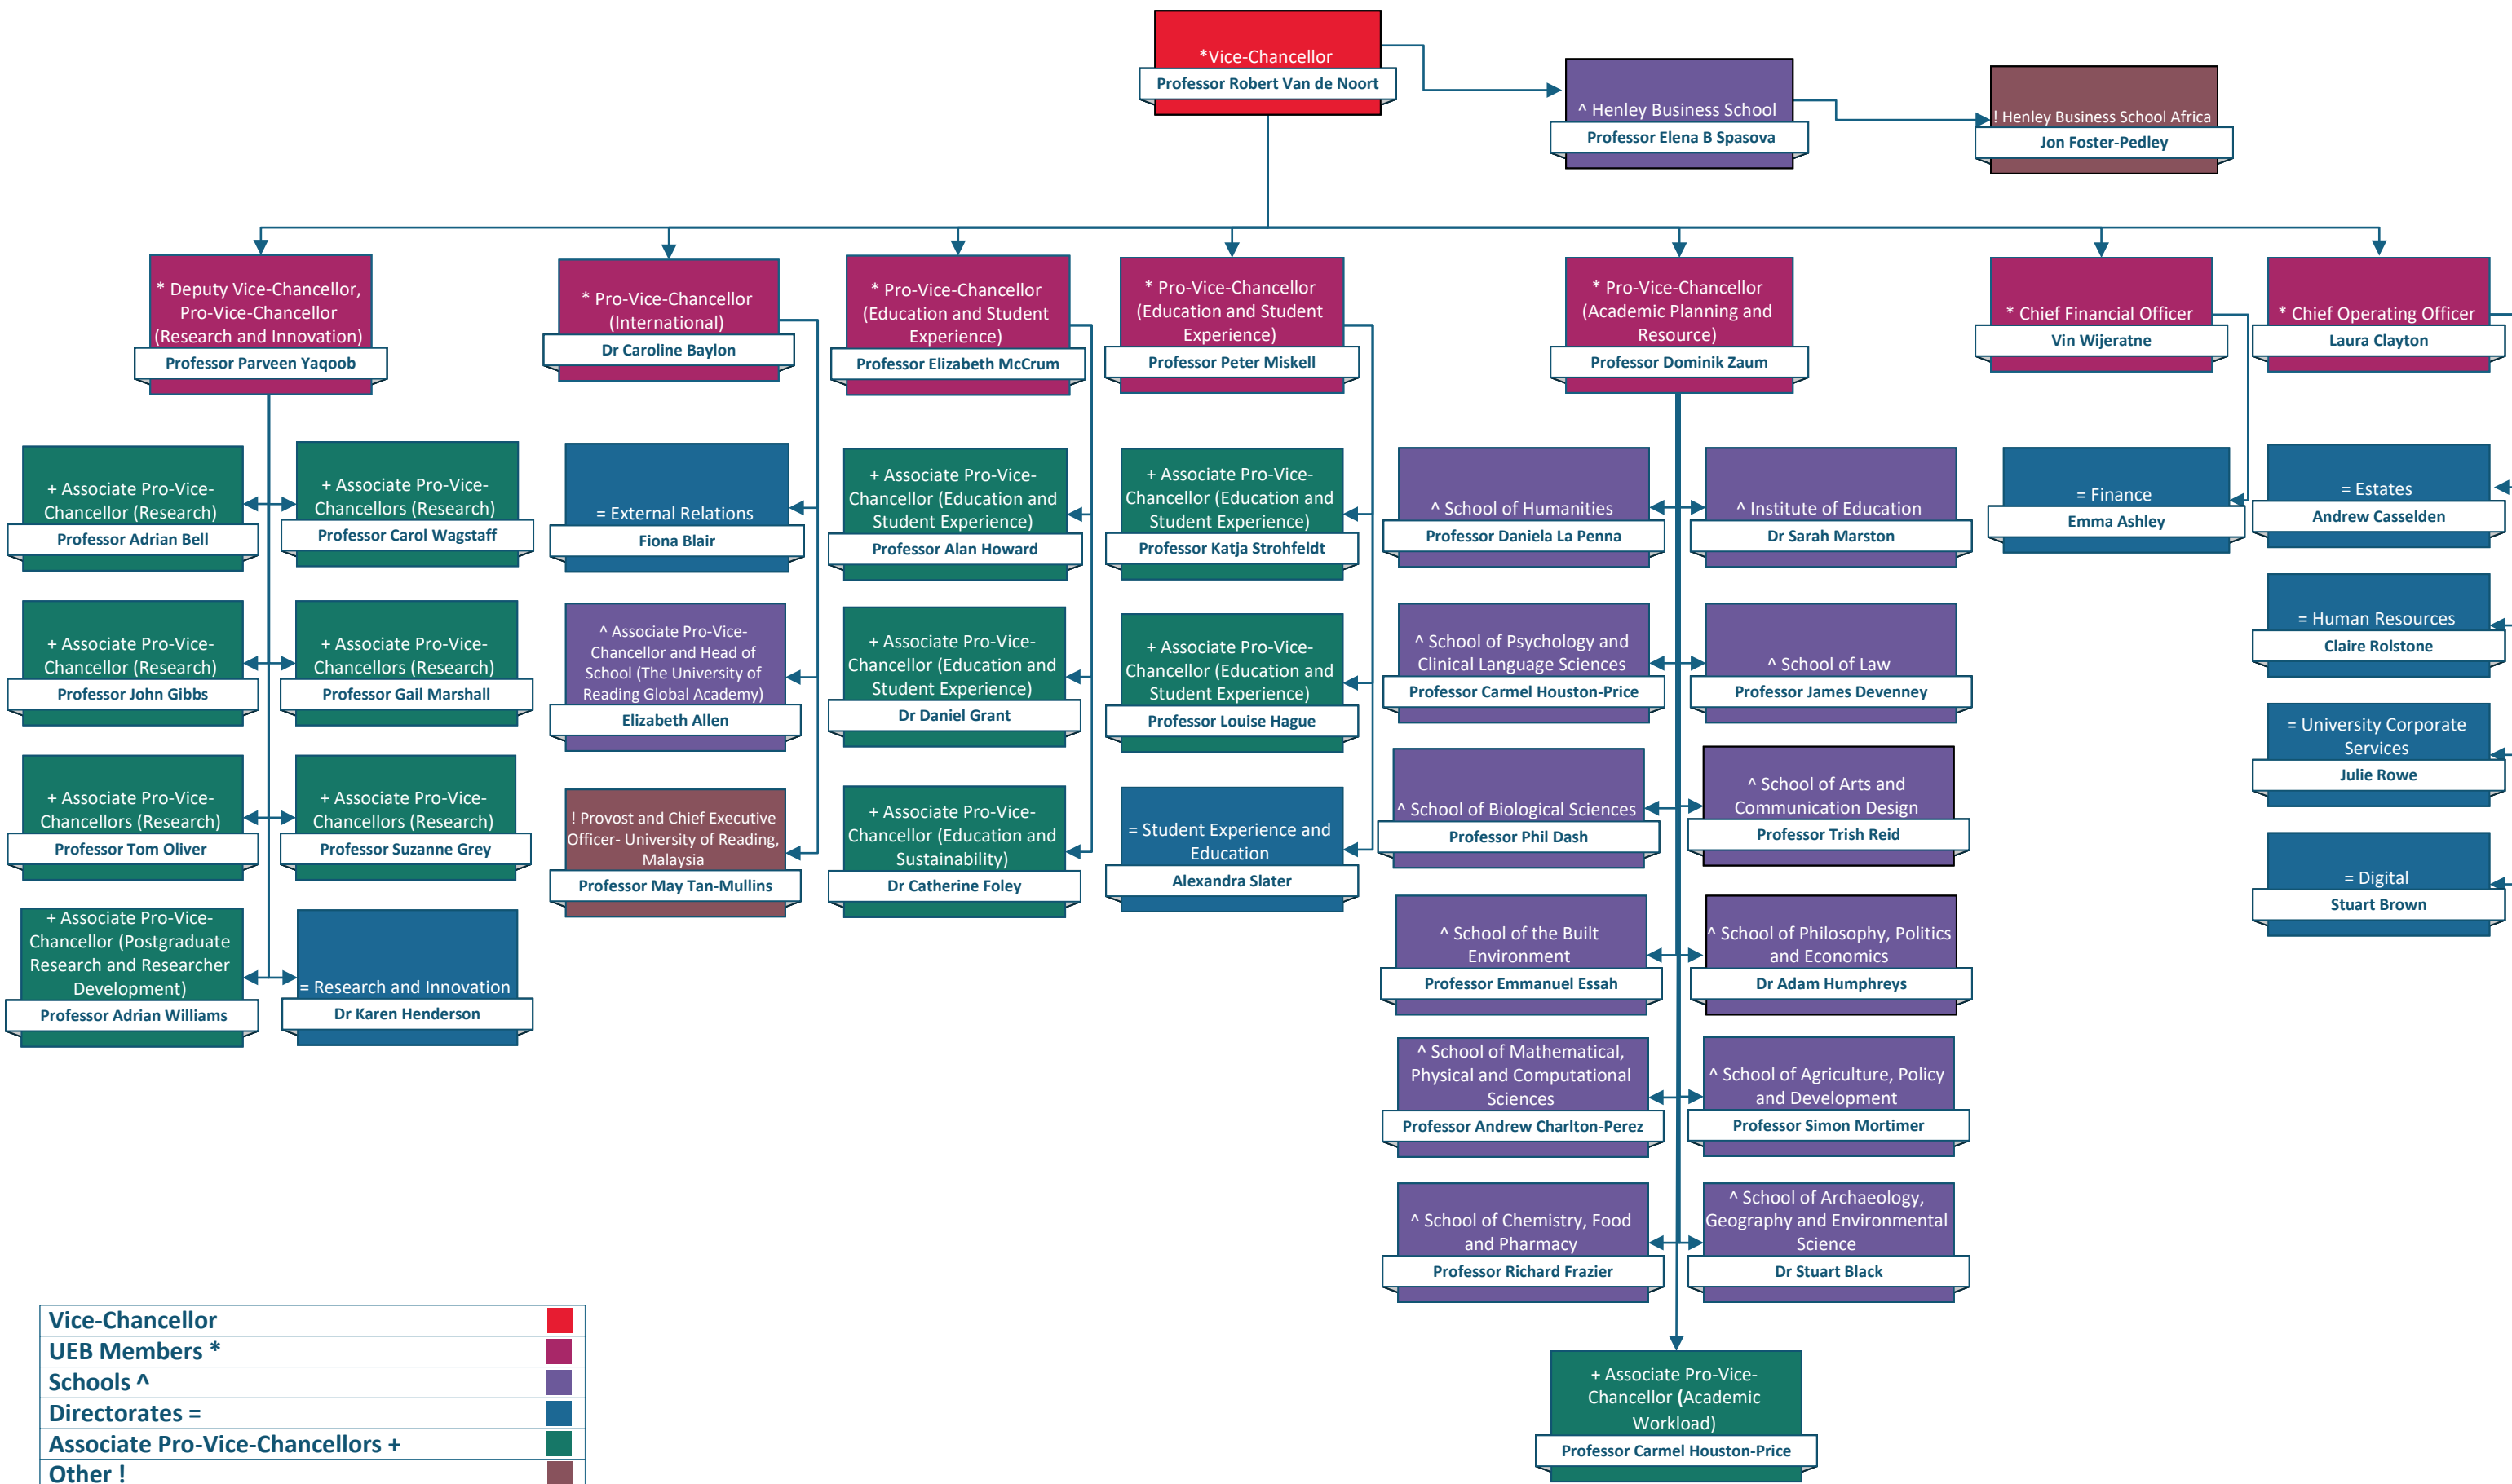 *Vice-Chancellor
Professor Robert Van de Noort
^ Henley Business School
Professor Elena B Spasova
! Henley Business School Africa
Jon Foster-Pedley
* Deputy Vice-Chancellor,
Pro-Vice-Chancellor
(Research and Innovation)
Professor Parveen Yaqoob
* Pro-Vice-Chancellor
(International)
Dr Caroline Baylon
* Pro-Vice-Chancellor
(Education and Student
Experience)
Professor Elizabeth McCrum
* Pro-Vice-Chancellor
(Education and Student
Experience)
Professor Peter Miskell
* Pro-Vice-Chancellor
(Academic Planning and
Resource)
Professor Dominik Zaum
* Chief Financial Officer
Vin Wijeratne
* Chief Operating Officer
Laura Clayton
+ Associate Pro-Vice-
Chancellor (Research)
Professor Adrian Bell
+ Associate Pro-Vice-
Chancellors (Research)
Professor Carol Wagstaff
= External Relations
Fiona Blair
+ Associate Pro-Vice-
Chancellor (Education and
Student Experience)
Professor Alan Howard
+ Associate Pro-Vice-
Chancellor (Education and
Student Experience)
Professor Katja Strohfeldt
^ School of Humanities
Professor Daniela La Penna
^ Institute of Education
Dr Sarah Marston
= Finance
Emma Ashley
= Estates
Andrew Casselden
+ Associate Pro-Vice-
Chancellor (Research)
Professor John Gibbs
+ Associate Pro-Vice-
Chancellors (Research)
Professor Gail Marshall
^ Associate Pro-Vice-
Chancellor and Head of
School (The University of
Reading Global Academy)
Elizabeth Allen
+ Associate Pro-Vice-
Chancellor (Education and
Student Experience)
Dr Daniel Grant
+ Associate Pro-Vice-
Chancellor (Education and
Student Experience)
Professor Louise Hague
^ School of Psychology and
Clinical Language Sciences
Professor Carmel Houston-Price
^ School of Law
Professor James Devenney
= Human Resources
Claire Rolstone
+ Associate Pro-Vice-
Chancellors (Research)
Professor Tom Oliver
+ Associate Pro-Vice-
Chancellors (Research)
Professor Suzanne Grey
! Provost and Chief Executive
Officer- University of Reading,
Malaysia
Professor May Tan-Mullins
+ Associate Pro-Vice-
Chancellor (Education and
Sustainability)
Dr Catherine Foley
= Student Experience and
Education
Alexandra Slater
^ School of Biological Sciences
Professor Phil Dash
^ School of Arts and
Communication Design
Professor Trish Reid
= University Corporate
Services
Julie Rowe
= Digital
Stuart Brown
+ Associate Pro-Vice-
Chancellor (Postgraduate
Research and Researcher
Development)
Professor Adrian Williams
= Research and Innovation
Dr Karen Henderson
^ School of the Built
Environment
Professor Emmanuel Essah
^ School of Philosophy, Politics
and Economics
Dr Adam Humphreys
^ School of Mathematical,
Physical and Computational
Sciences
Professor Andrew Charlton-Perez
^ School of Agriculture, Policy
and Development
Professor Simon Mortimer
^ School of Chemistry, Food
and Pharmacy
Professor Richard Frazier
^ School of Archaeology,
Geography and Environmental
Science
Dr Stuart Black
+ Associate Pro-Vice-
Chancellor (Academic
Workload)
Professor Carmel Houston-Price
Vice-Chancellor
UEB Members *
Schools ^
Directorates =
Associate Pro-Vice-Chancellors +
Other !